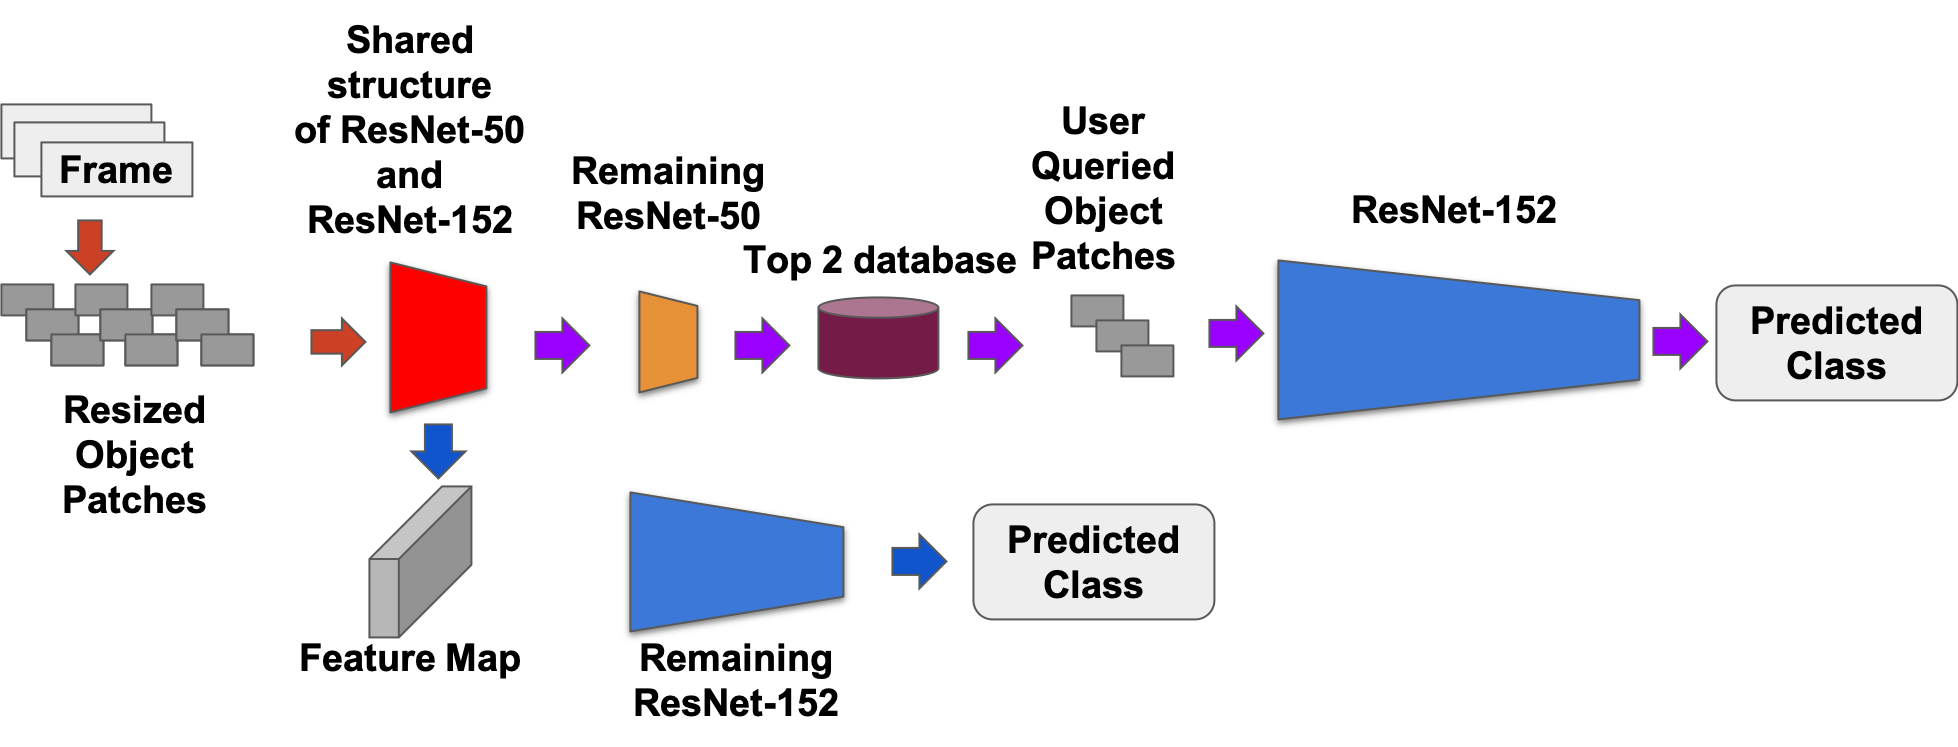 Frame
Resized
Object
Patches
Shared
structure
of ResNet-50
and
ResNet-152
Feature Map
Remaining
ResNet-50
Top 2 database
User
Queried
Object
Patches
ResNet-152
Predicted
Class
Remaining
ResNet-152
Predicted
Class